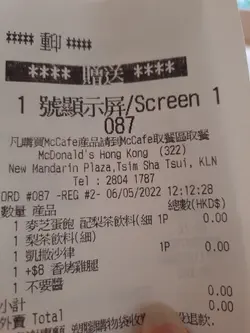 ***** 重印 *****
**** 贈送 ****
1 號顯示屏/Screen 1
087
凡購買McCafe產品請到McCafe取餐區取餐
McDonald's Hong Kong (322)
New Mandarin Plaza,Tsim Sha Tsui, KLN
Tel : 2804 1787
ORD #087 -REG #2- 06/05/2022 12:12:28
數量 產品 總數(HKD$)
1 麥芝蛋飽 配梨茶飲料(細 1P 0.00
1 梨茶飲料(細)
1 凱撒沙律 1P 0.00
1 +$8 香烤雞腿 0.00
1 不要醬
小計 0.00
外賣 Total 0.00